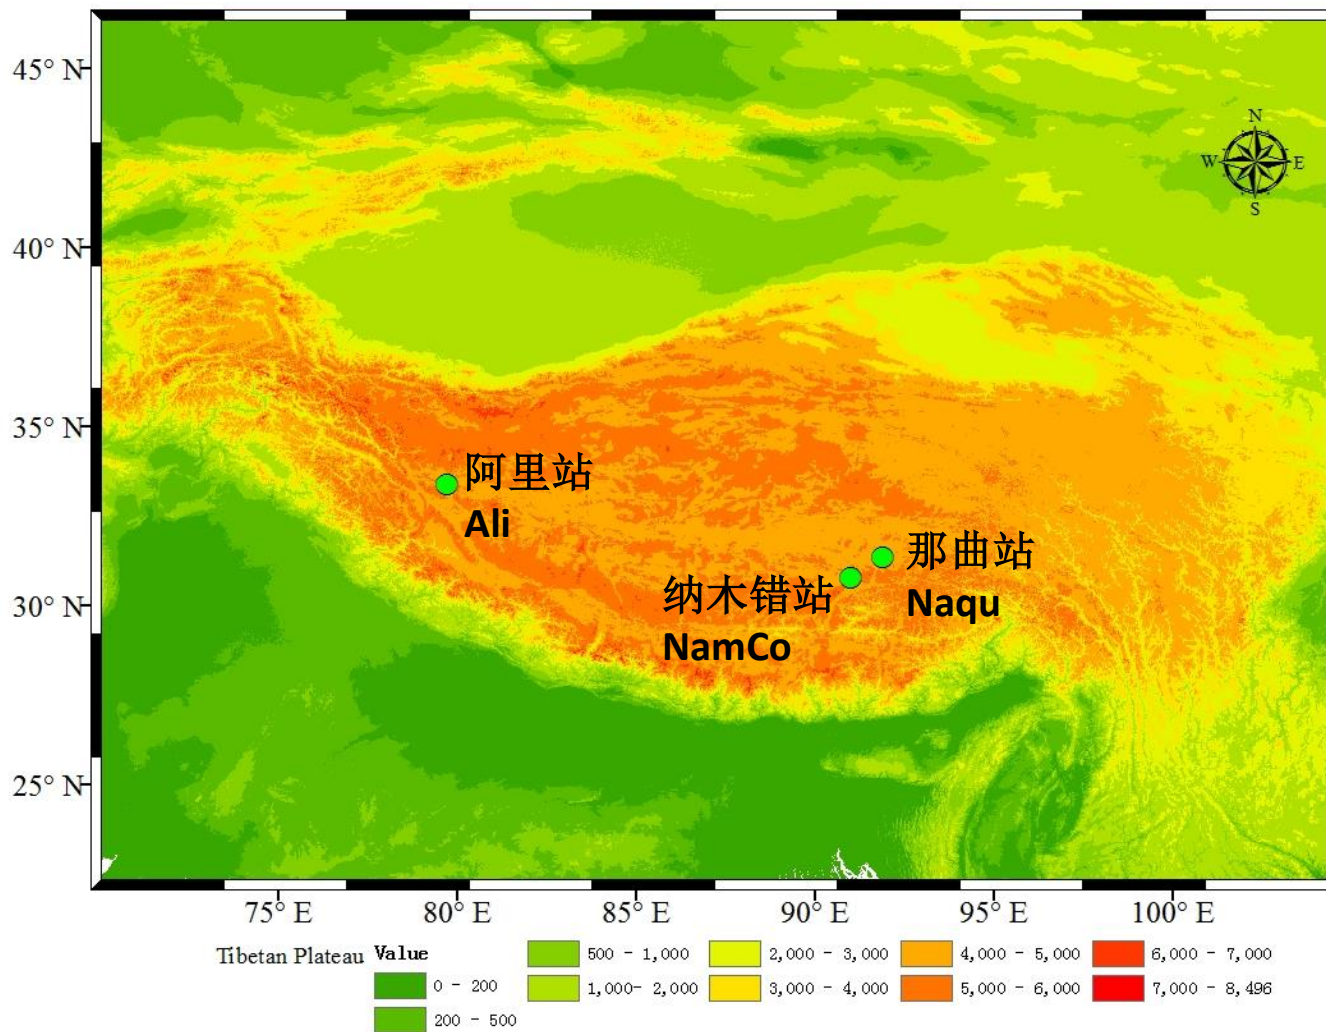 45° N
40° N
35° N
30° N
25° N
N
W
E
S
阿里站
Ali
那曲站
Naqu
纳木错站
NamCo
75° E
80° E
85° E
90° E
95° E
100° E
Tibetan Plateau
Value
0 - 200
200 - 500
500 - 1,000
1,000- 2,000
2,000 - 3,000
3,000 - 4,000
4,000 - 5,000
5,000 - 6,000
6,000 - 7,000
7,000 - 8,496